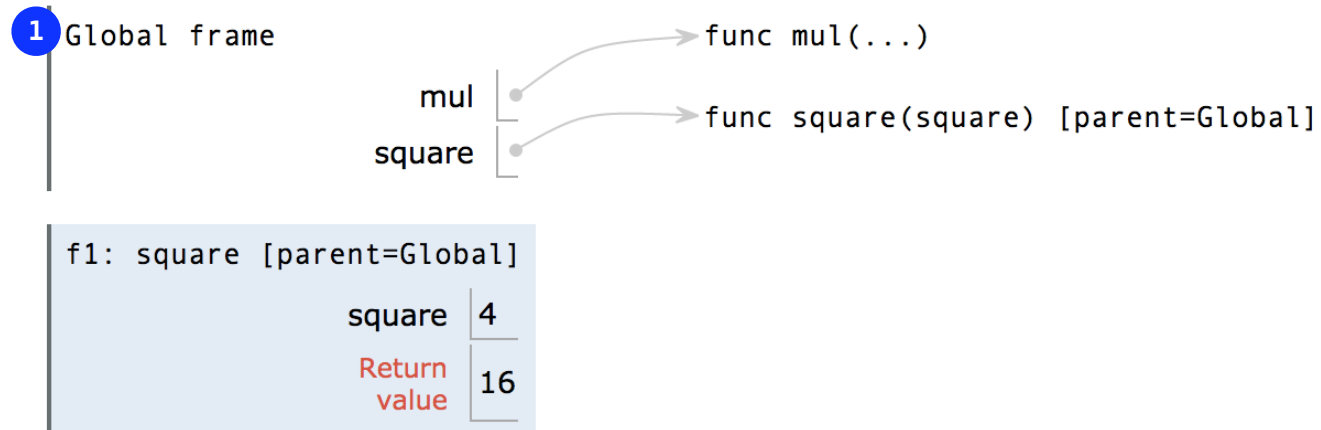 1 Global frame
func mul(...)
mul
func square(square) [parent=Global]
square
f1: square [parent=Global]
square 4
Return
value 16